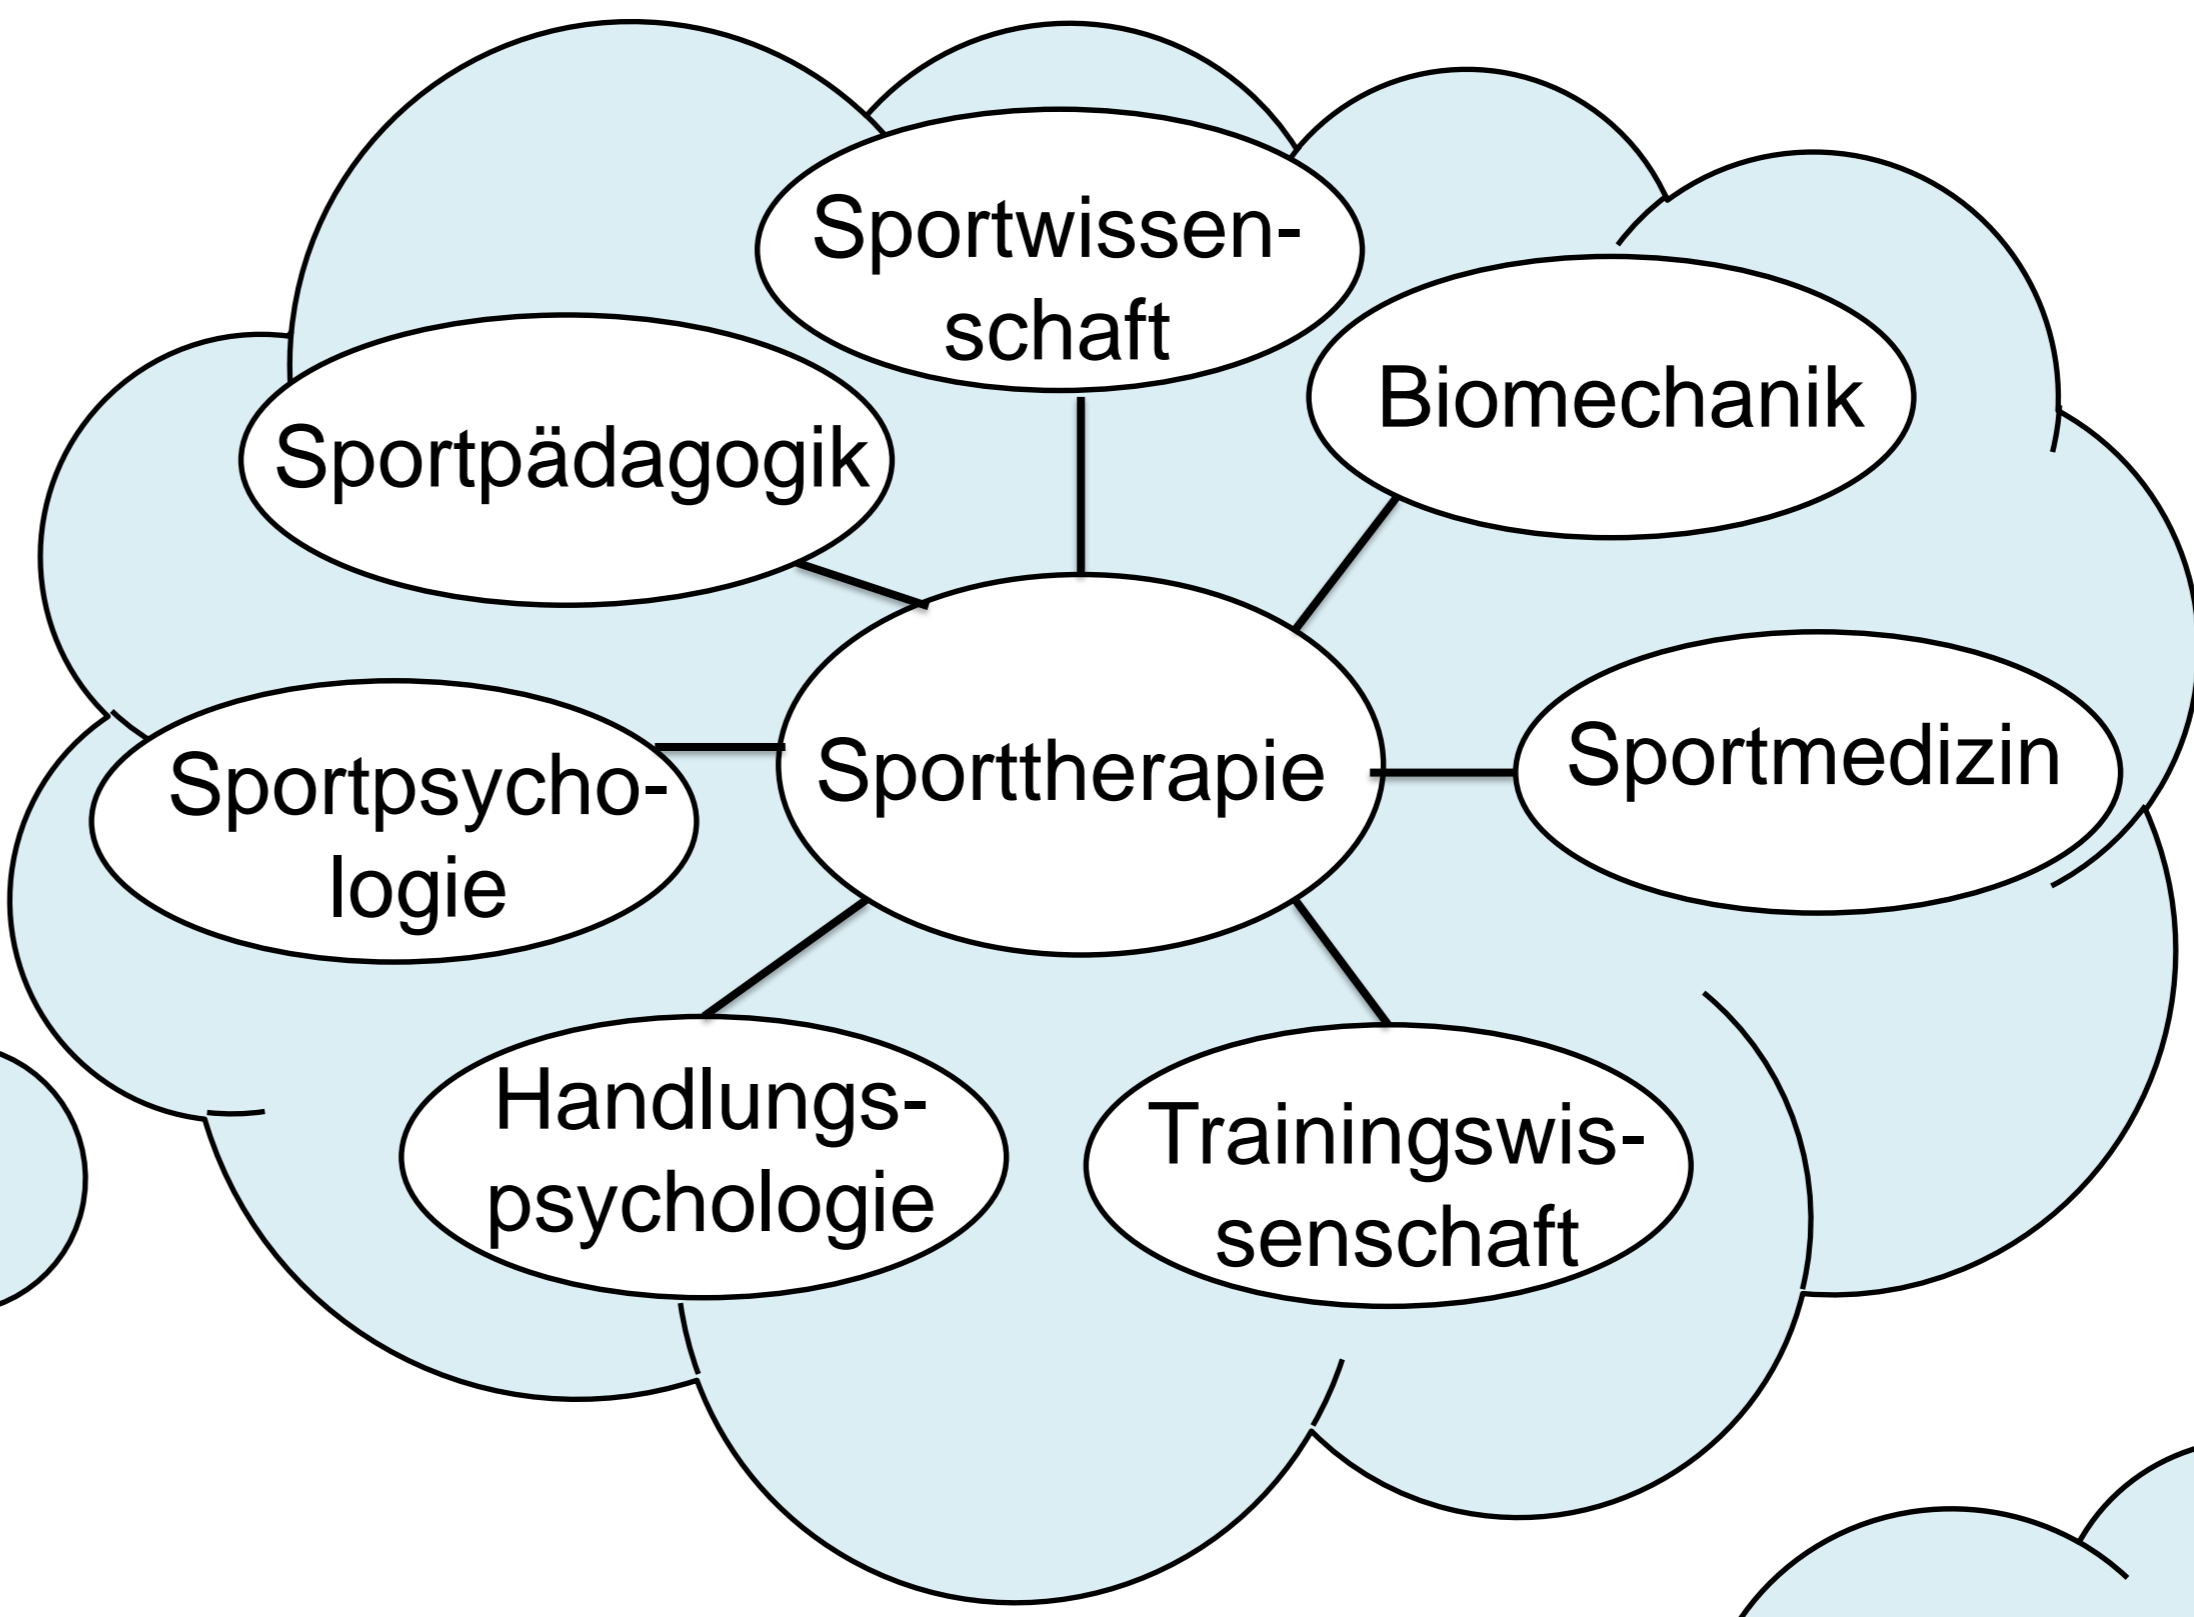 Sportwissen-
schaft
Biomechanik
Sportpädagogik
Sportmedizin
Sporttherapie
Sportpsycho-
logie
Handlungs-
psychologie
Trainingswis-
senschaft